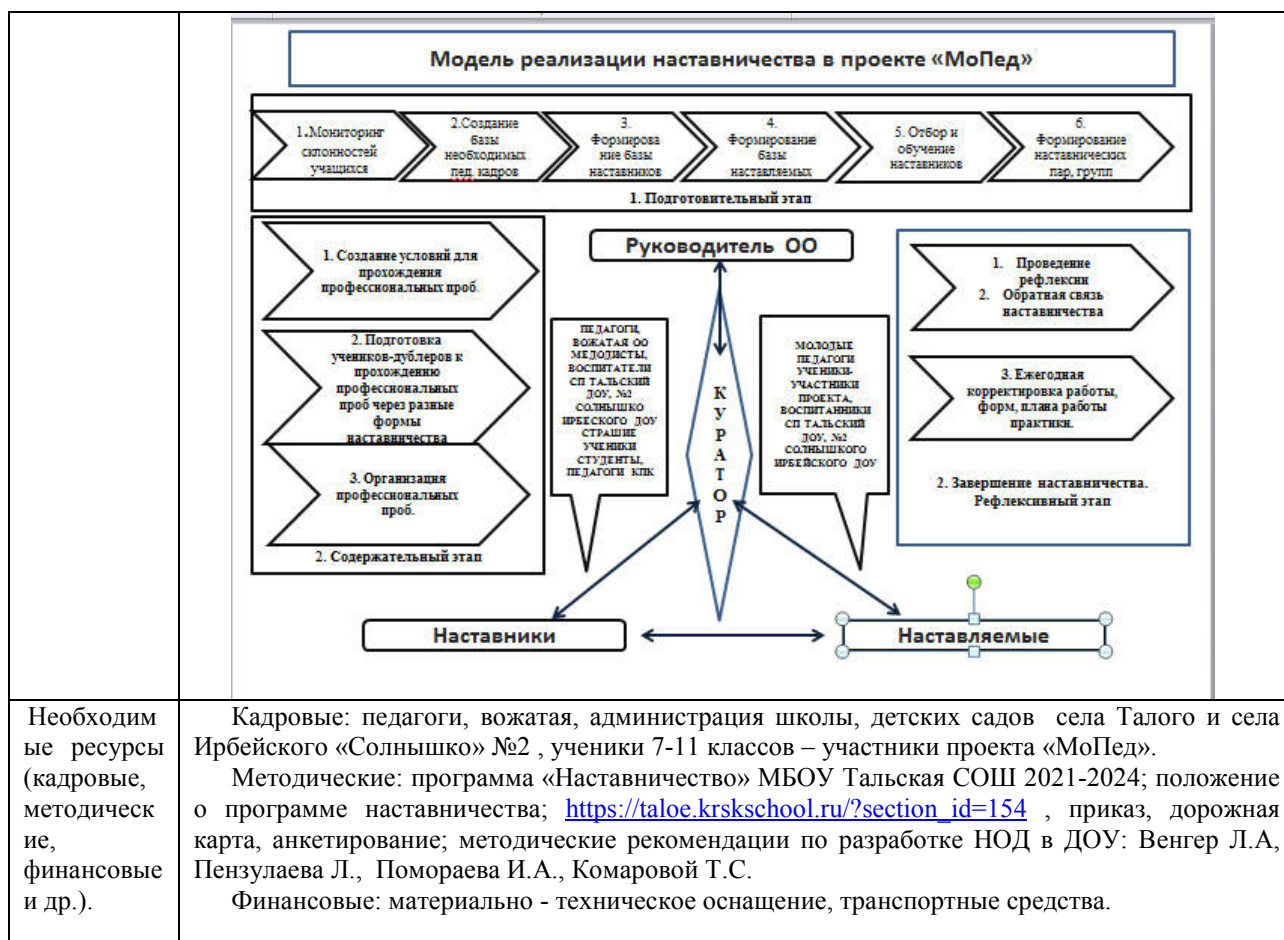 Модель реализации наставничества в проекте «МоПед»
1.Мониторинг
склонностей
учащихся
2.Создание
базы
необходимых
пед. кадров
3.
Формирова
ние базы
наставников
4.
Формирование
базы
наставляемых
5. Отбор и
обучение
наставников
6.
Формирование
наставнических
пар, групп
1. Подготовительный этап
1. Создание условий для
прохождения
профессиональных проб.
2. Подготовка
учеников-дублеров к
прохождению
профессиональных
проб через разные
формы
наставничества
3. Организация
профессиональных
проб.
2. Содержательный этап
Руководитель ОО
ПЕДАГОГИ,
ВОЖАТАЯ ОО
МЕДОДИСТЫ,
ВОСПИТАТЕЛИ
СП ТАЛЬСКИЙ
ДОУ, №2
СОЛНЫШКО
ИРБЕСКОГО ДОУ
СТРАШИЕ
УЧЕНИКИ
СТУДЕНТЫ,
ПЕДАГОГИ КПК
К
У
Р
А
Т
О
Р
МОЛОДЫЕ
ПЕДАГОГИ
УЧЕНИКИ-
УЧАСТНИКИ
ПРОЕКТА,
ВОСПИТАННИКИ
СП ТАЛЬСКИЙ
ДОУ, №2
СОЛНЫШКОГО
ИРБЕЙСКОГО ДОУ
1. Проведение
рефлексии
2. Обратная связь
наставничества
3. Ежегодная
корректировка работы,
форм, плана работы
практики.
2. Завершение наставничества.
Рефлексивный этап
Наставники
Наставляемые
Необходим
ые ресурсы
(кадровые,
методическ
ие,
финансовые
и др.).
Кадровые: педагоги, вожатая, администрация школы, детских садов села Талого и села
Ирбейского «Солнышко» №2 , ученики 7-11 классов – участники проекта «МоПед».
Методические: программа «Наставничество» МБОУ Тальская СОШ 2021-2024; положение
о программе наставничества; https://taloe.krskschool.ru/?section_id=154 , приказ, дорожная
карта, анкетирование; методические рекомендации по разработке НОД в ДОУ: Венгер Л.А,
Пензулаева Л., Помораева И.А., Комаровой Т.С.
Финансовые: материально - техническое оснащение, транспортные средства.